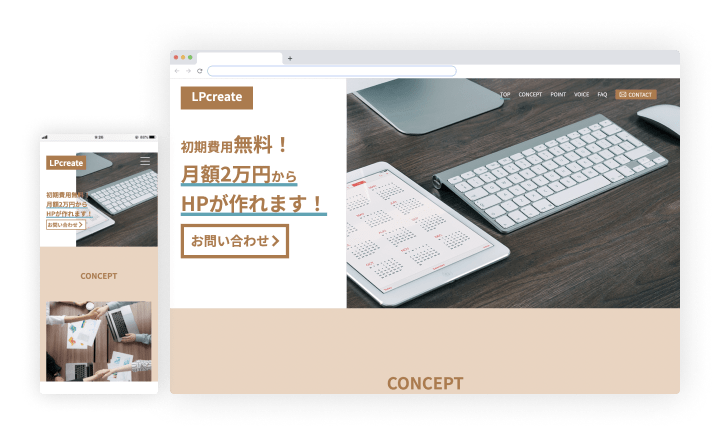 LPcreate
TOP CONCEPT POINT VOICE FAQ CONTACT
初期費用無料！
月額2万円から
HPが作れます！
お問い合わせ
CONCEPT
LPcreate
初期費用無料！
月額2万円から
HPが作れます！
お問い合わせ
CONCEPT